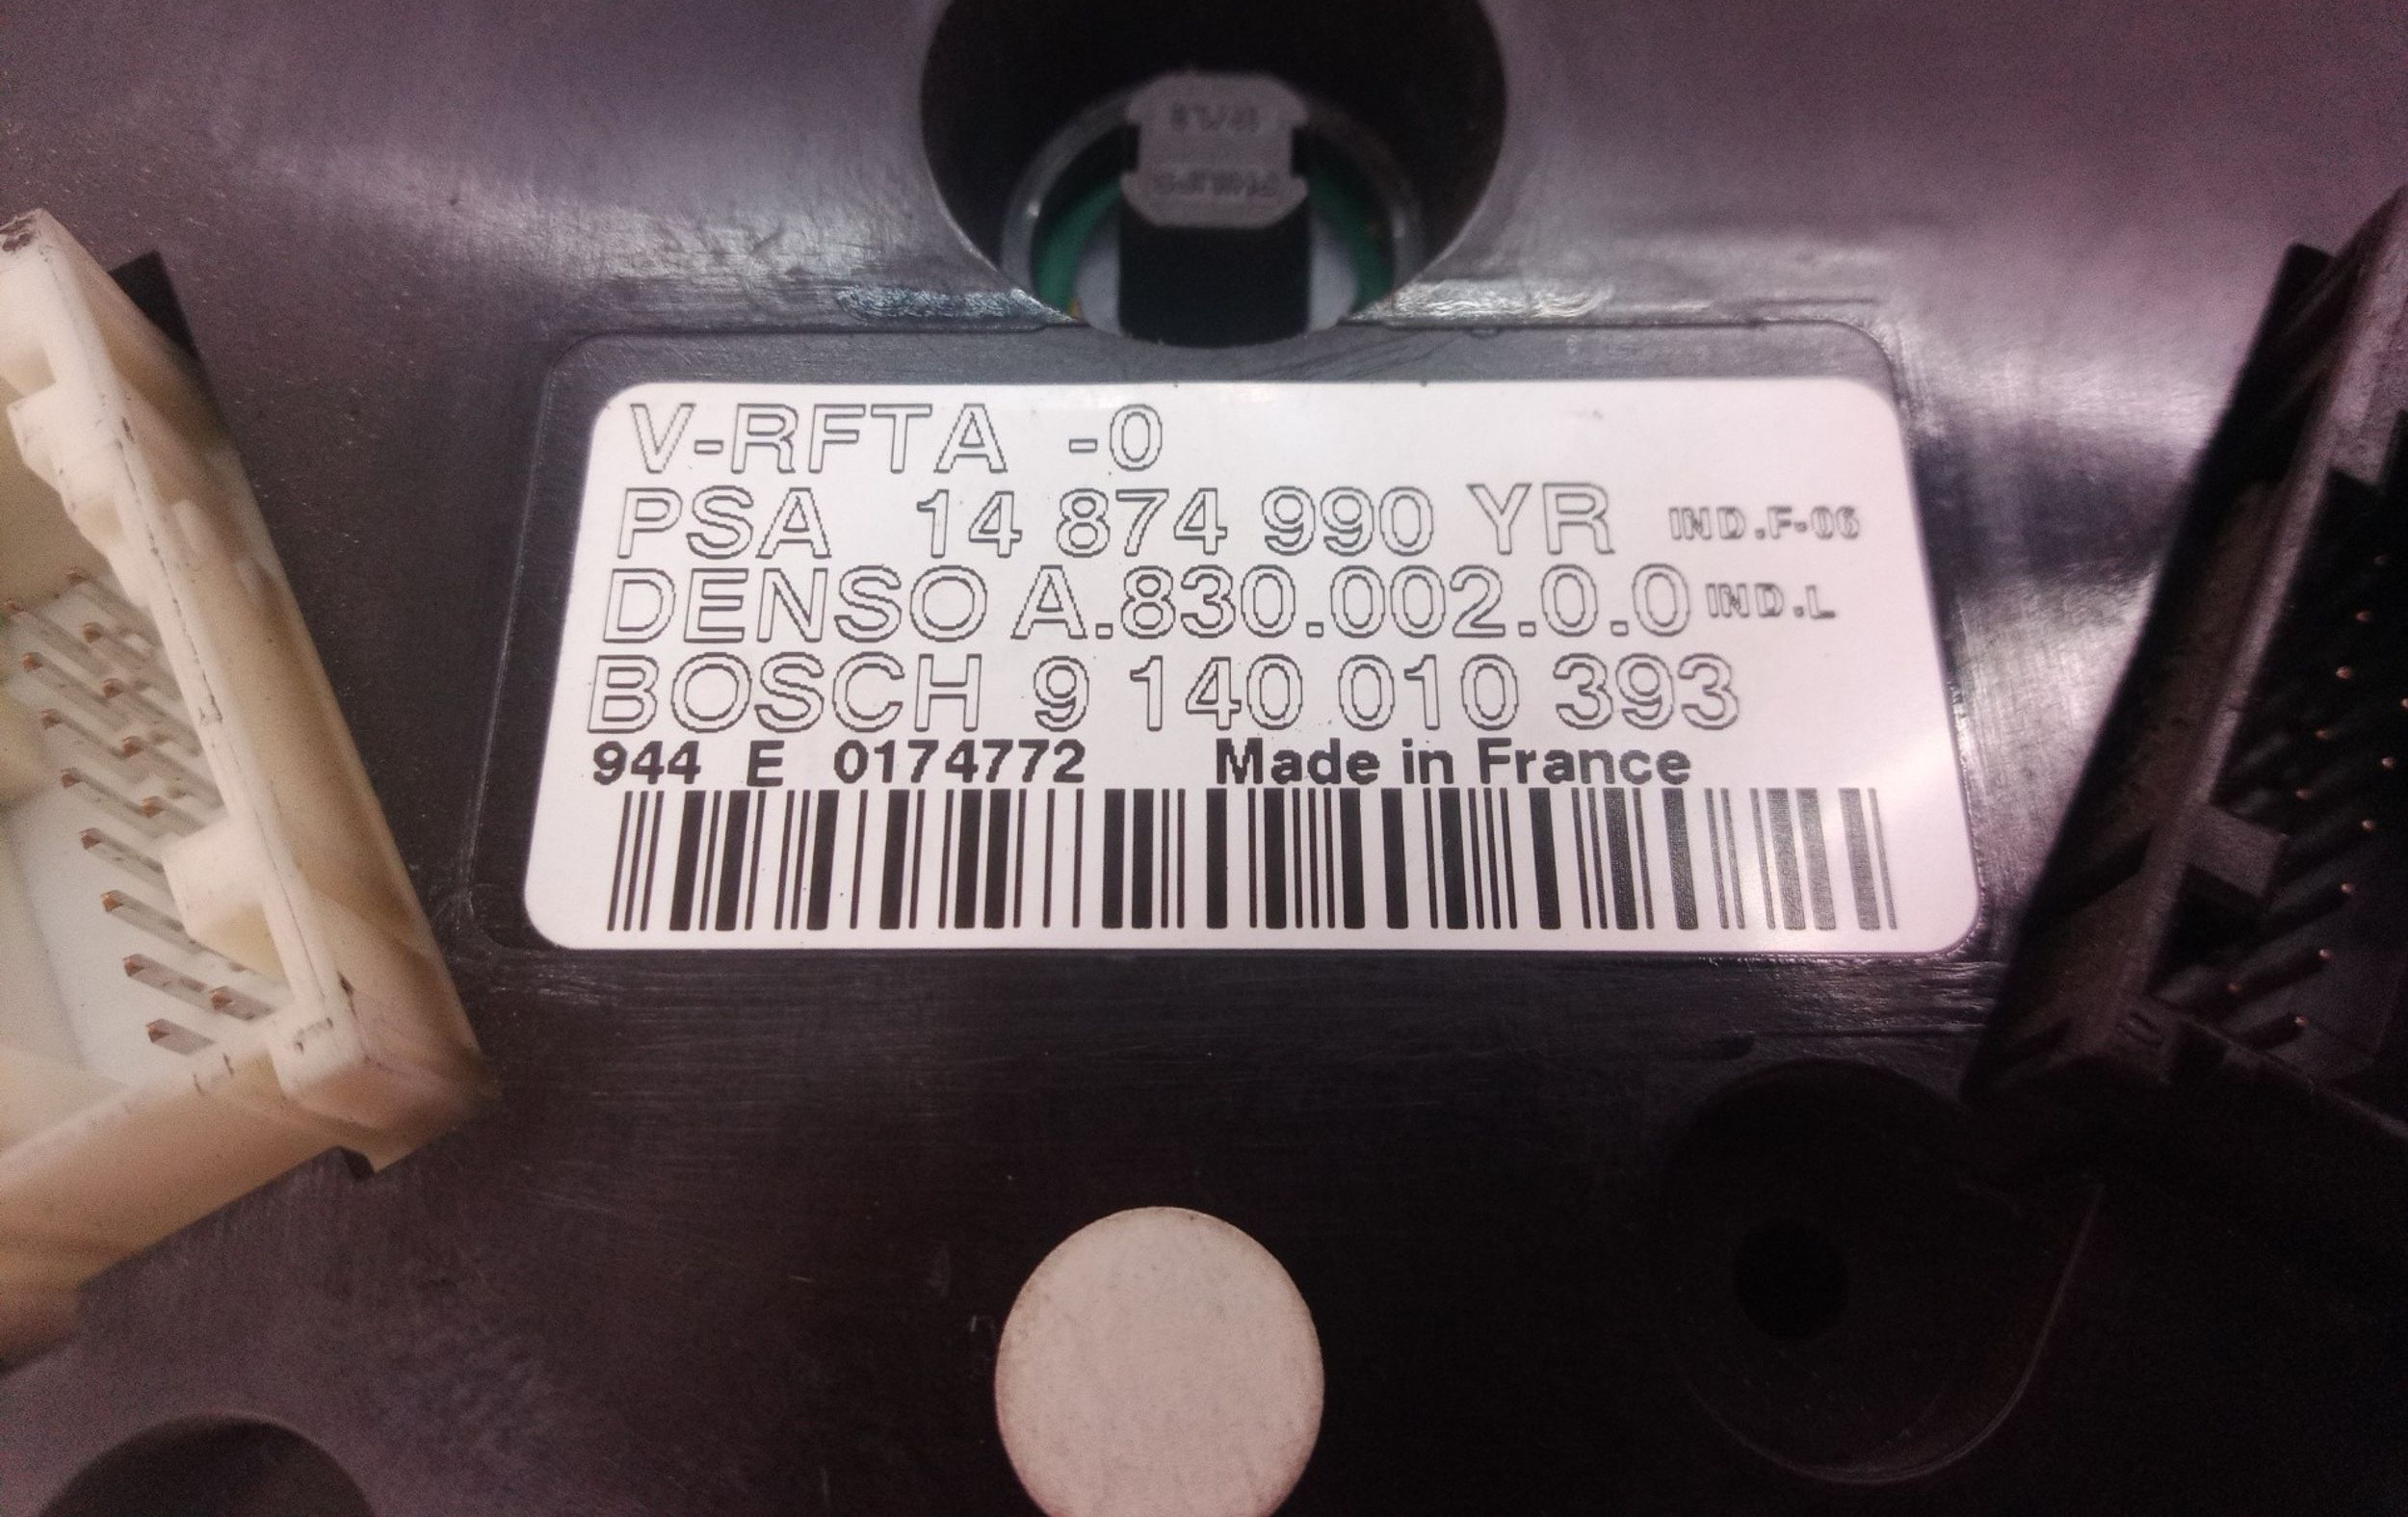 V-RFTA -0
PSA 14 874 990 YR IND.F-06
DENSO A.830.002.0.0 IND.L
BOSCH 9 140 010 393
944 E 0174772 Made in France